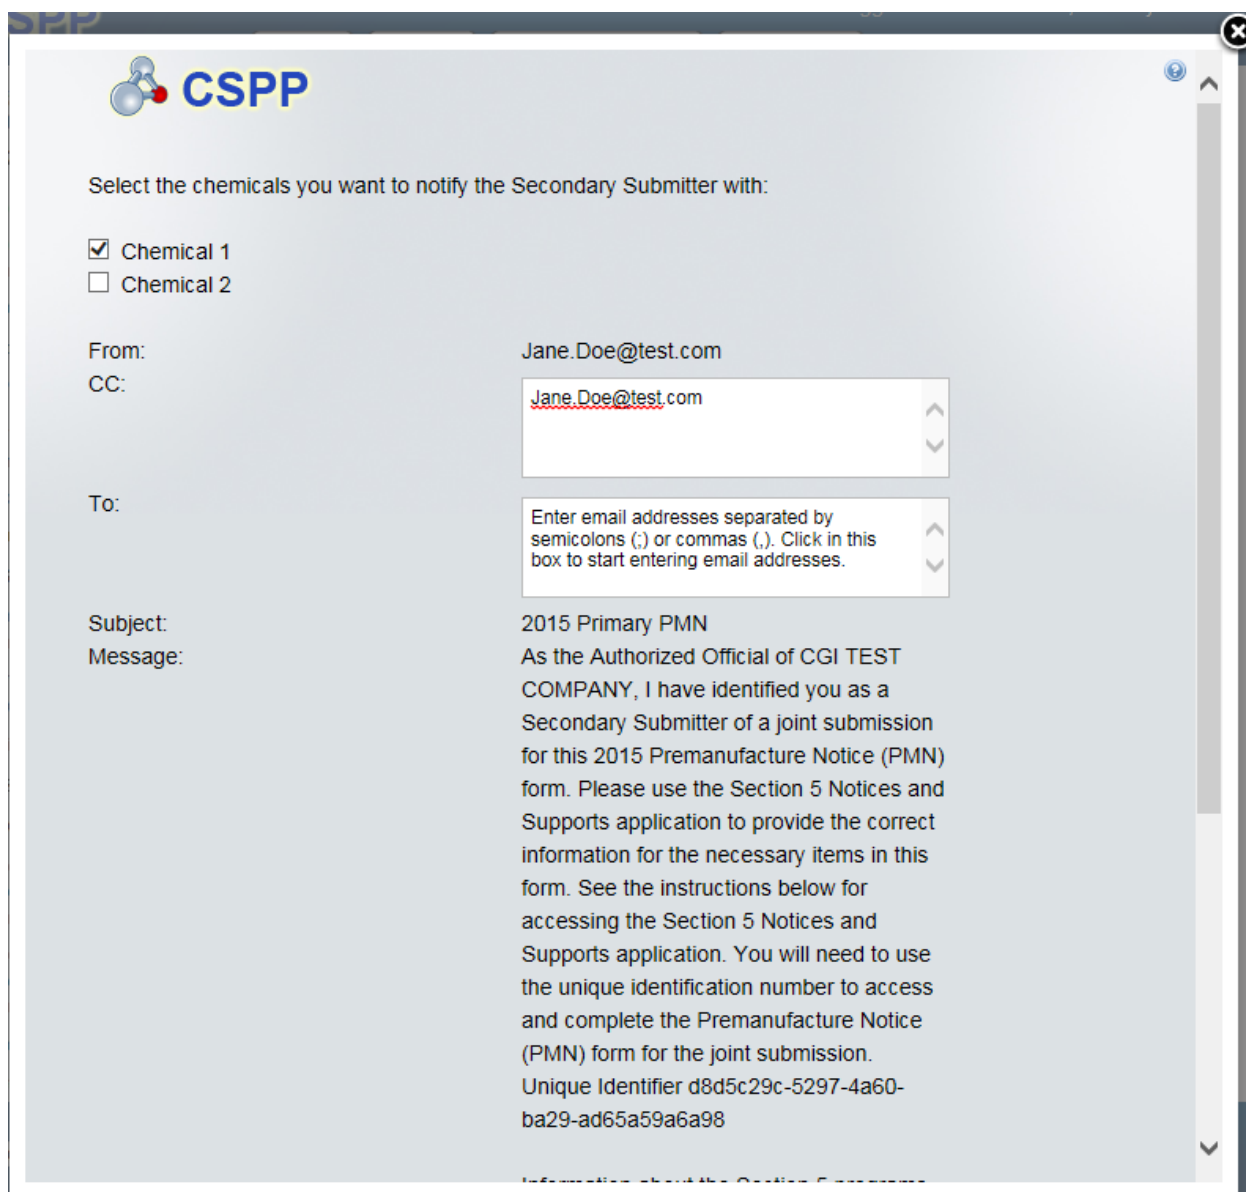 SPP
CSPP
Select the chemicals you want to notify the Secondary Submitter with:
Chemical 1
Chemical 2
From: Jane.Doe@test.com
CC:
Jane.Doe@test.com
To:
Enter email addresses separated by
semicolons (;) or commas (,). Click in this
box to start entering email addresses.
Subject: 2015 Primary PMN
Message: As the Authorized Official of CGI TEST
COMPANY, I have identified you as a
Secondary Submitter of a joint submission
for this 2015 Premanufacture Notice (PMN)
form. Please use the Section 5 Notices and
Supports application to provide the correct
information for the necessary items in this
form. See the instructions below for
accessing the Section 5 Notices and
Supports application. You will need to use
the unique identification number to access
and complete the Premanufacture Notice
(PMN) form for the joint submission.
Unique Identifier d8d5c29c-5297-4a60-
ba29-ad65a59a6a98
Information about the Section 5 programs